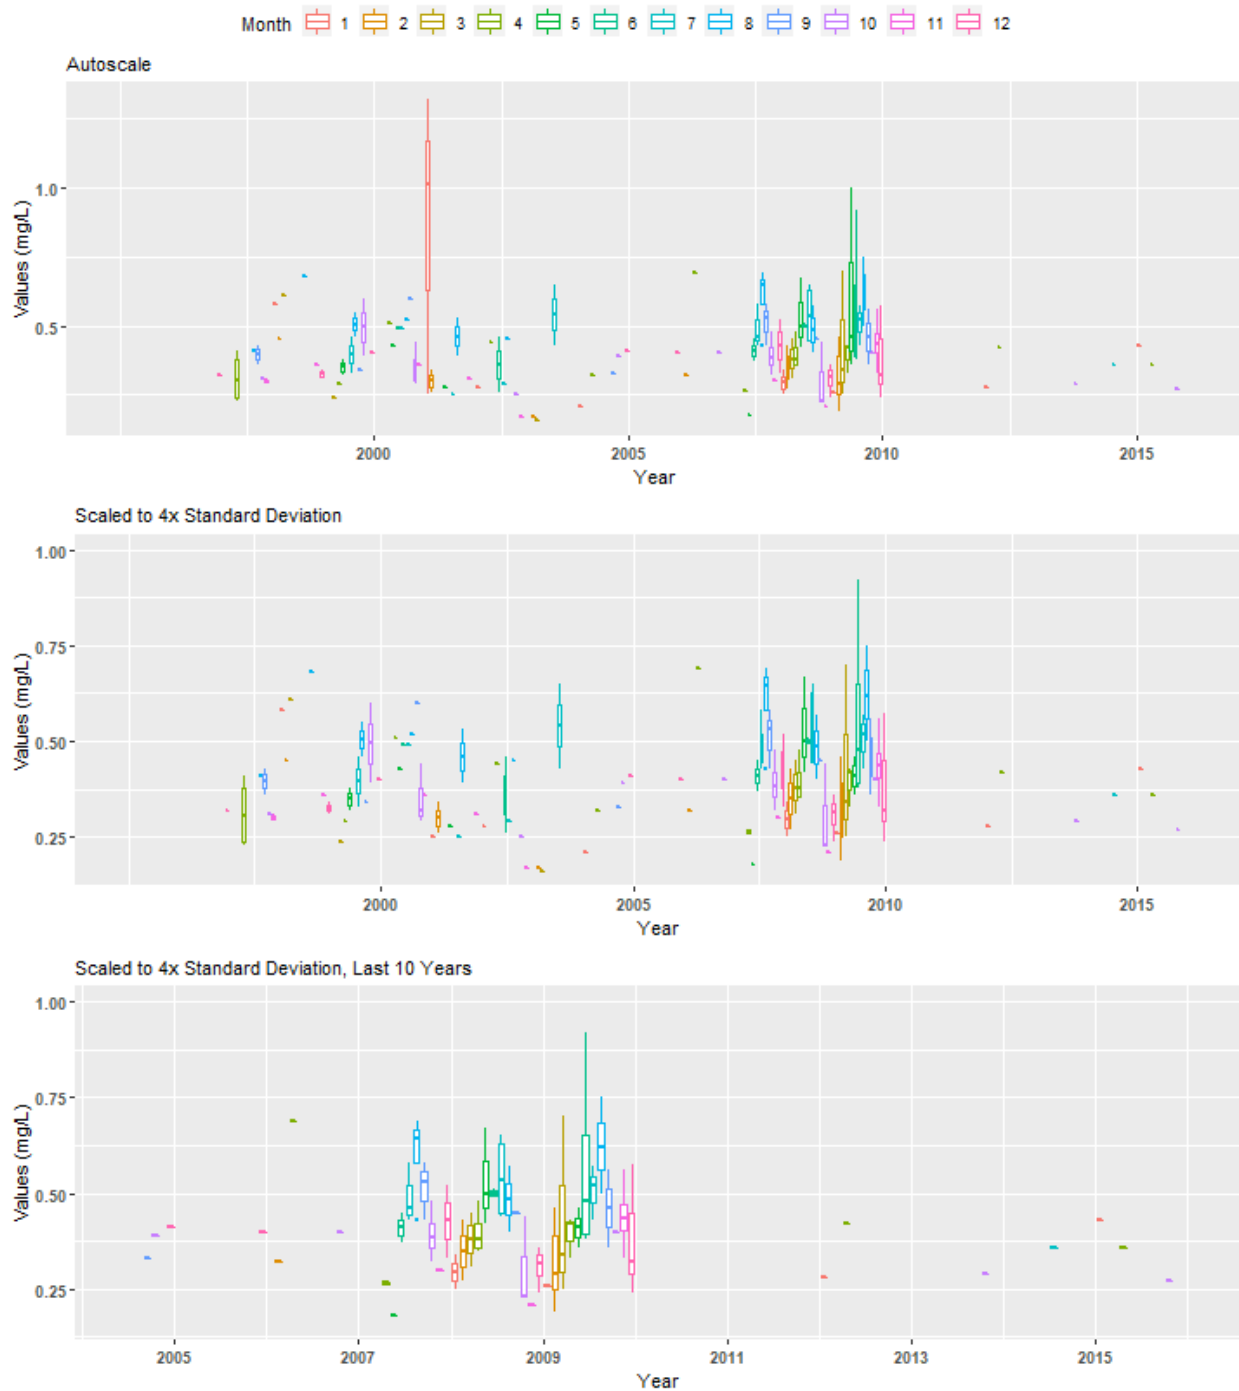 Month 1 2 3 4 5 6 7 8 9 10 11 12
Autoscale
Values (mg/L)
1.0
0.5
2000 2005 2010 2015
Year
Scaled to 4x Standard Deviation
Values (mg/L)
1.00
0.75
0.50
0.25
2000 2005 2010 2015
Year
Scaled to 4x Standard Deviation, Last 10 Years
Values (mg/L)
1.00
0.75
0.50
0.25
2005 2007 2009 2011 2013 2015
Year